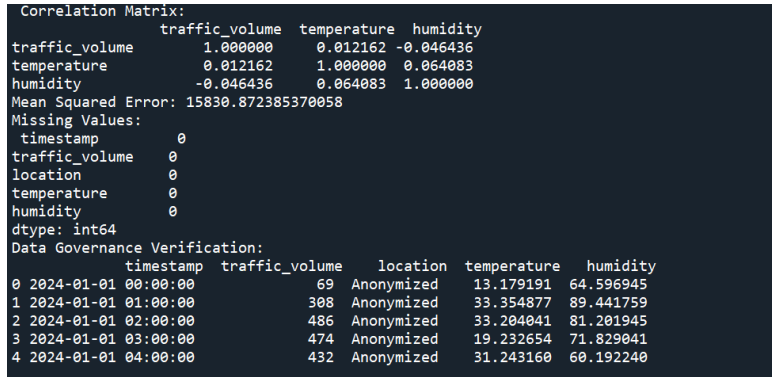 Correlation Matrix:
traffic_volume temperature humidity
traffic_volume 1.000000 0.012162 -0.046436
temperature 0.012162 1.000000 0.064083
humidity -0.046436 0.064083 1.000000
Mean Squared Error: 15830.872385370058
Missing Values:
timestamp 0
traffic_volume 0
location 0
temperature 0
humidity 0
dtype: int64
Data Governance Verification:
timestamp traffic_volume location temperature humidity
0 2024-01-01 00:00:00 69 Anonymized 13.179191 64.596945
1 2024-01-01 01:00:00 308 Anonymized 33.354877 89.441759
2 2024-01-01 02:00:00 486 Anonymized 33.204041 81.201945
3 2024-01-01 03:00:00 474 Anonymized 19.232654 71.829041
4 2024-01-01 04:00:00 432 Anonymized 31.243160 60.192240